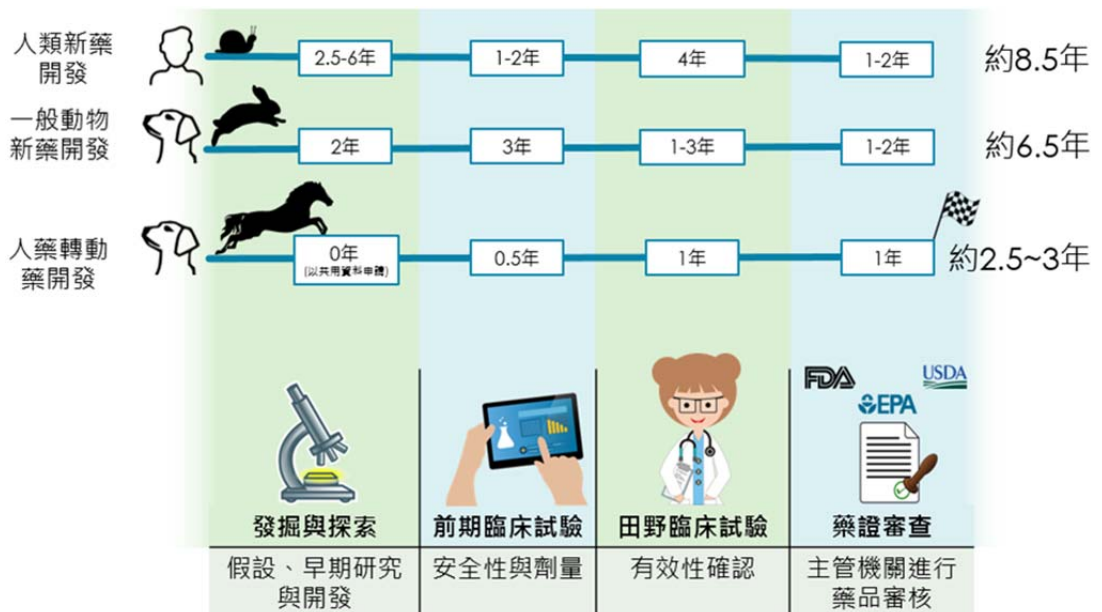 人類新藥
開發
2.5-6年
1-2年
4年
1-2年
約8.5年
一般動物
新藥開發
2年
3年
1-3年
1-2年
約6.5年
人藥轉動
藥開發
0年
(以共用資料申請)
0.5年
1年
1年
約2.5~3年
FDA
USDA
EPA
發掘與探索
前期臨床試驗
田野臨床試驗
藥證審查
假設、早期研究
與開發
安全性與劑量
有效性確認
主管機關進行
藥品審核